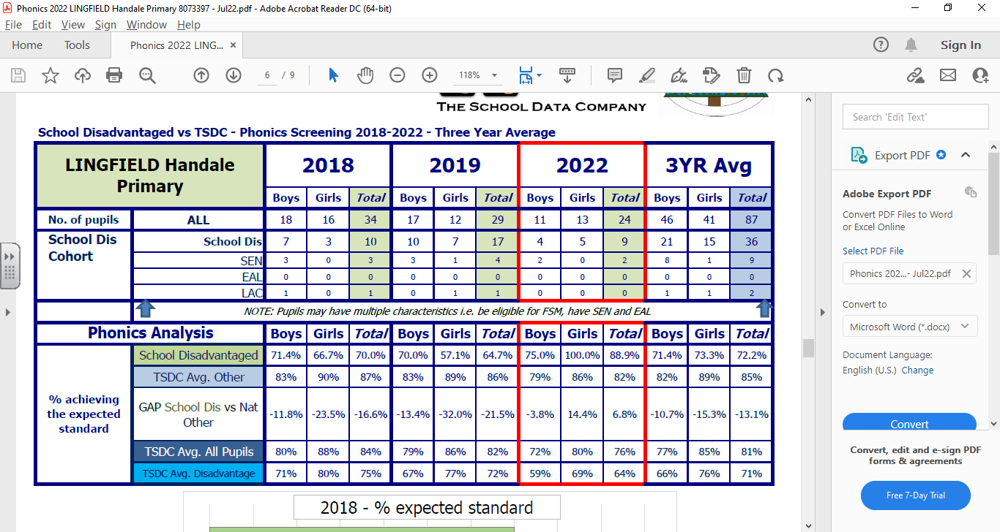 Phonics 2022 LINGFIELD Handale Primary 8073397 - Jul22.pdf - Adobe Acrobat Reader DC (64-bit)
File Edit View Sign Window Help
Home Tools Phonics 2022 LING... × Sign In
6 / 9 118%
THE SCHOOL DATA COMPANY
School Disadvantaged vs TSDC - Phonics Screening 2018-2022 - Three Year Average
LINGFIELD Handale Primary 2018 2019 2022 3YR Avg
Boys Girls Total Boys Girls Total Boys Girls Total Boys Girls Total
No. of pupils ALL 18 16 34 17 12 29 11 13 24 46 41 87
School Dis Cohort School Dis 7 3 10 10 7 17 4 5 9 21 15 36
SEN 3 0 3 3 1 4 2 0 2 8 1 9
EAL 0 0 0 0 0 0 0 0 0 0 0 0
LAC 1 0 1 0 1 1 0 0 0 1 1 2
NOTE: Pupils may have multiple characteristics i.e. be eligible for FSM, have SEN and EAL
Phonics Analysis Boys Girls Total Boys Girls Total Boys Girls Total Boys Girls Total
% achieving the expected standard
School Disadvantaged 71.4% 66.7% 70.0% 70.0% 57.1% 64.7% 75.0% 100.0% 88.9% 71.4% 73.3% 72.2%
TSDC Avg. Other 83% 90% 87% 83% 89% 86% 79% 86% 82% 82% 89% 85%
GAP School Dis vs Nat Other -11.8% -23.5% -16.6% -13.4% -32.0% -21.5% -3.8% 14.4% 6.8% -10.7% -15.3% -13.1%
TSDC Avg. All Pupils 80% 88% 84% 79% 86% 82% 72% 80% 76% 77% 85% 81%
TSDC Avg. Disadvantage 71% 80% 75% 67% 77% 72% 59% 69% 64% 66% 76% 71%
2018 - % expected standard
Search 'Edit Text'
Export PDF
Adobe Export PDF
Convert PDF Files to Word
or Excel Online
Select PDF File
Phonics 202...- Jul22.pdf
Convert to
Microsoft Word (*.docx)
Document Language:
English (U.S.) Change
Convert
Convert, edit and e-sign PDF
forms & agreements
Free 7-Day Trial